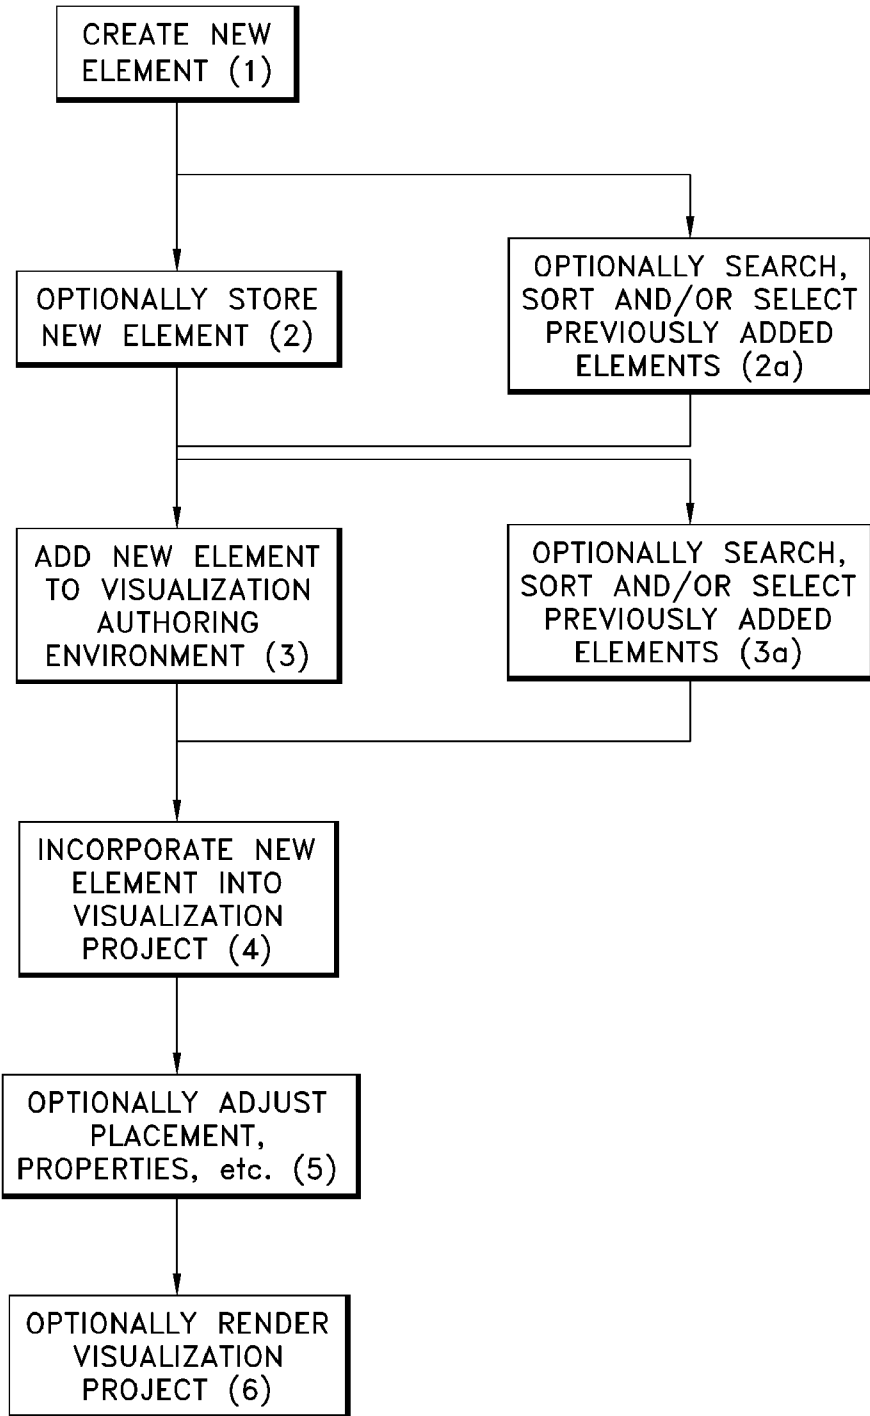 CREATE NEW
ELEMENT (1)
OPTIONALLY STORE
NEW ELEMENT (2)
OPTIONALLY SEARCH,
SORT AND/OR SELECT
PREVIOUSLY ADDED
ELEMENTS (2a)
ADD NEW ELEMENT
TO VISUALIZATION
AUTHORING
ENVIRONMENT (3)
OPTIONALLY SEARCH,
SORT AND/OR SELECT
PREVIOUSLY ADDED
ELEMENTS (3a)
INCORPORATE NEW
ELEMENT INTO
VISUALIZATION
PROJECT (4)
OPTIONALLY ADJUST
PLACEMENT,
PROPERTIES, etc. (5)
OPTIONALLY RENDER
VISUALIZATION
PROJECT (6)